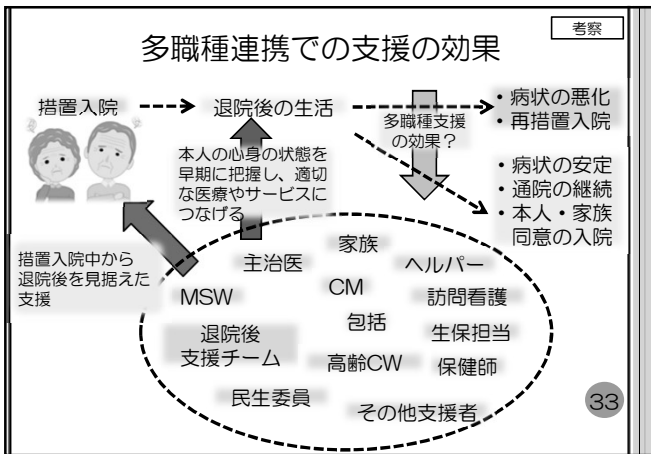 考察
多職種連携での支援の効果
措置入院
退院後の生活
・病状の悪化
・再措置入院
多職種支援
の効果？
本人の心身の状態を
早期に把握し、適切
な医療やサービスに
つなげる
・病状の安定
・通院の継続
・本人・家族
同意の入院
措置入院中から
退院後を見据えた
支援
家族
主治医
ヘルパー
MSW
CM
訪問看護
包括
生保担当
退院後
支援チーム
高齢CW
保健師
民生委員
その他支援者
33